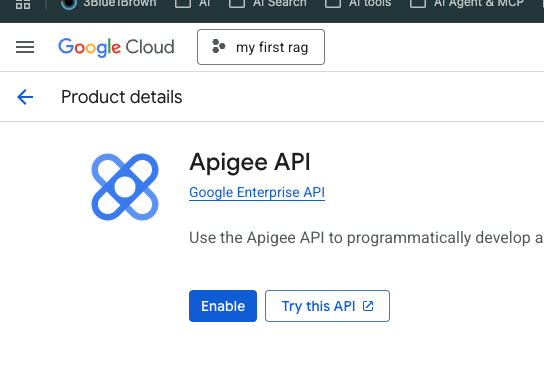 3Blue1Brown AI AI Search AI tools AI Agent & MCP
Google Cloud my first rag
Product details
Apigee API
Google Enterprise API
Use the Apigee API to programmatically develop a
Enable Try this API